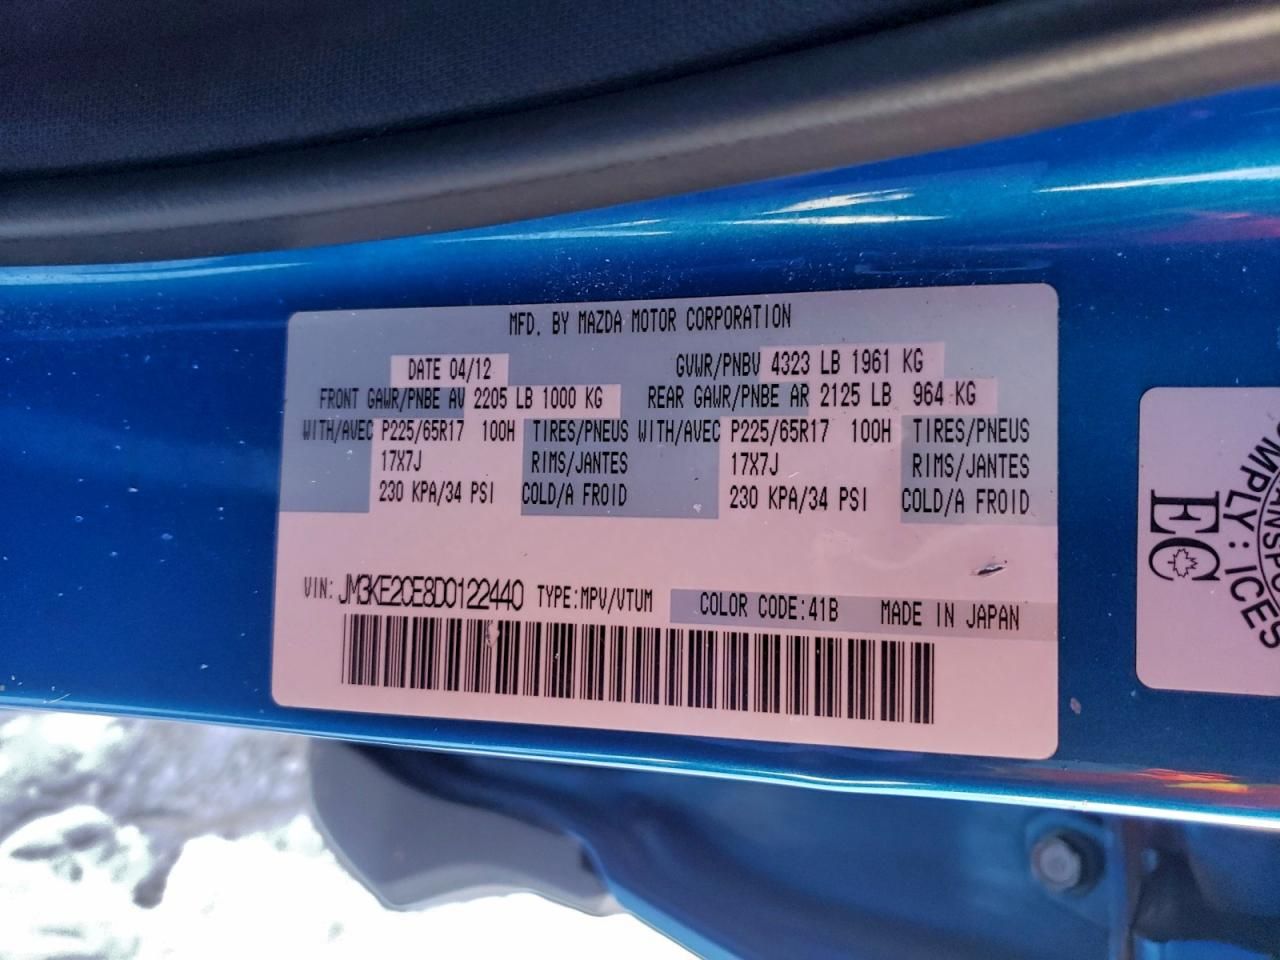 MFD. BY MAZDA MOTOR CORPORATION
DATE 04/12 GVWR/PNBV 4323 LB 1961 KG
FRONT GAWR/PNBE AV 2205 LB 1000 KG REAR GAWR/PNBE AR 2125 LB 964 KG
WITH/AVEC P225/65R17 100H TIRES/PNEUS WITH/AVEC P225/65R17 100H TIRES/PNEUS
17X7J RIMS/JANTES 17X7J RIMS/JANTES
230 KPA/34 PSI COLD/A FROID 230 KPA/34 PSI COLD/A FROID
VIN: JM3KE2CE8D0122440 TYPE:MPV/VTUM COLOR CODE:41B MADE IN JAPAN
EC
MPLY: ICES